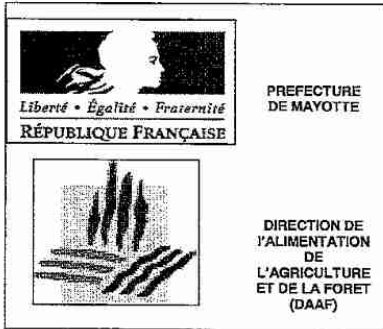 Liberté • Égalité • Fraternité
RÉPUBLIQUE FRANÇAISE
PREFECTURE
DE MAYOTTE
DIRECTION DE
l'ALIMENTATION
DE
L'AGRICULTURE
ET DE LA FORET
(DAAF)